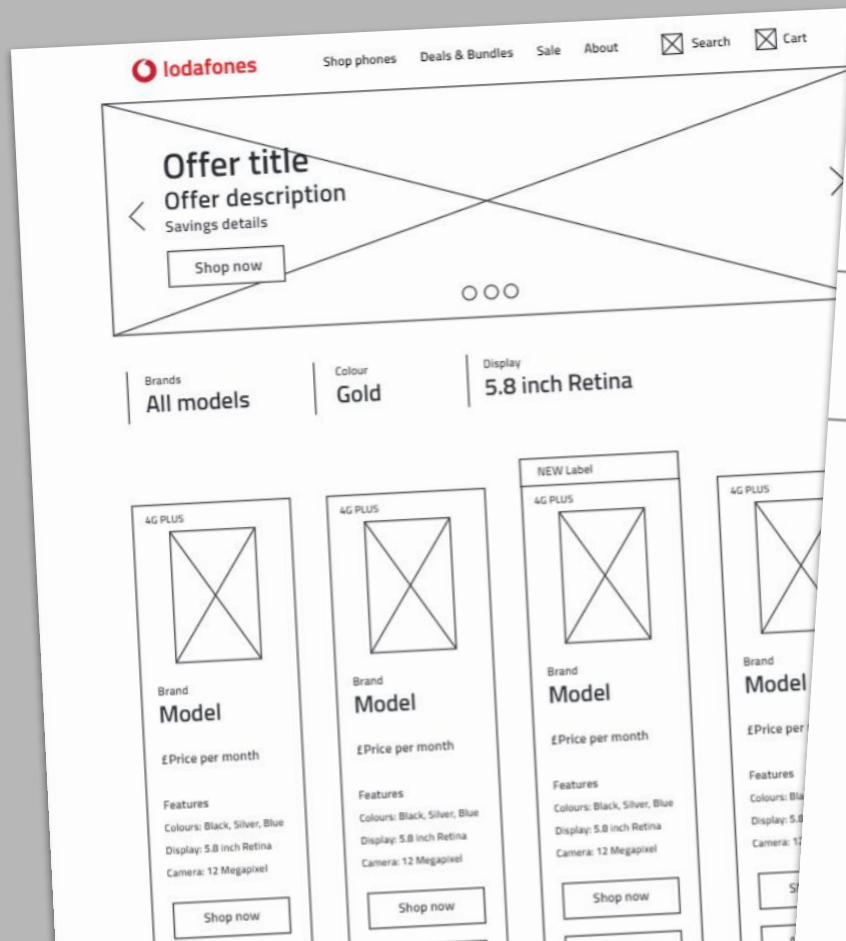 lodafones
Shop phones Deals & Bundles Sale About Search Cart
Offer title
Offer description
Savings details
Shop now
Brands
All models
Colour
Gold
Display
5.8 inch Retina
4G PLUS
Brand
Model
£Price per month
Features
Colours: Black, Silver, Blue
Display: 5.8 inch Retina
Camera: 12 Megapixel
Shop now
4G PLUS
Brand
Model
£Price per month
Features
Colours: Black, Silver, Blue
Display: 5.8 inch Retina
Camera: 12 Megapixel
Shop now
NEW Label
4G PLUS
Brand
Model
£Price per month
Features
Colours: Black, Silver, Blue
Display: 5.8 inch Retina
Camera: 12 Megapixel
Shop now
4G PLUS
Brand
Model
£Price per
Features
Colours:
Display:
Camera: